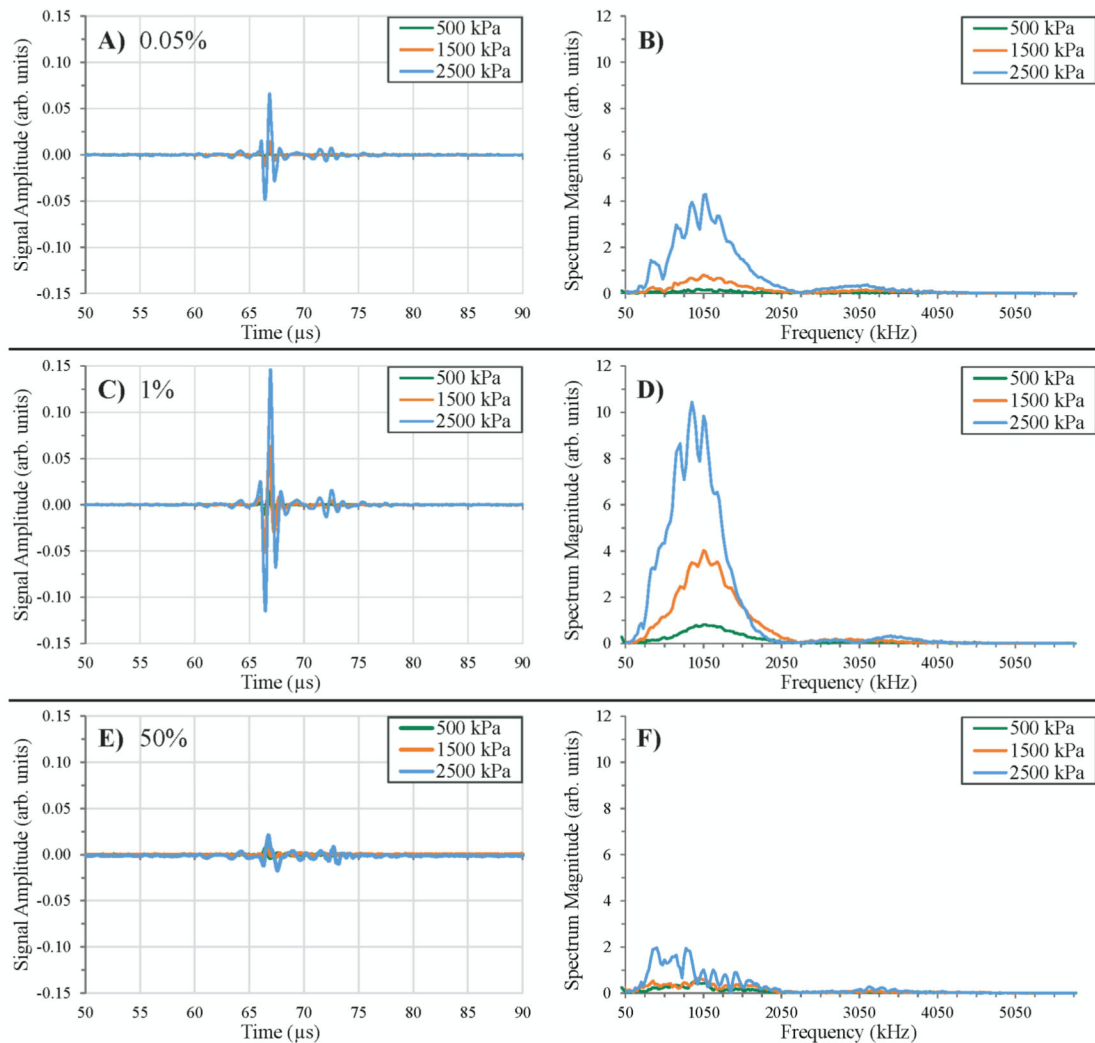 A) 0.05%
500 kPa
1500 kPa
2500 kPa
Signal Amplitude (arb. units)
0.15
0.10
0.05
0.00
-0.05
-0.10
-0.15
50 55 60 65 70 75 80 85 90
Time (µs)
B)
500 kPa
1500 kPa
2500 kPa
Spectrum Magnitude (arb. units)
12
10
8
6
4
2
0
50 1050 2050 3050 4050 5050
Frequency (kHz)
C) 1%
500 kPa
1500 kPa
2500 kPa
Signal Amplitude (arb. units)
0.15
0.10
0.05
0.00
-0.05
-0.10
-0.15
50 55 60 65 70 75 80 85 90
Time (µs)
D)
500 kPa
1500 kPa
2500 kPa
Spectrum Magnitude (arb. units)
12
10
8
6
4
2
0
50 1050 2050 3050 4050 5050
Frequency (kHz)
E) 50%
500 kPa
1500 kPa
2500 kPa
Signal Amplitude (arb. units)
0.15
0.10
0.05
0.00
-0.05
-0.10
-0.15
50 55 60 65 70 75 80 85 90
Time (µs)
F)
500 kPa
1500 kPa
2500 kPa
Spectrum Magnitude (arb. units)
12
10
8
6
4
2
0
50 1050 2050 3050 4050 5050
Frequency (kHz)